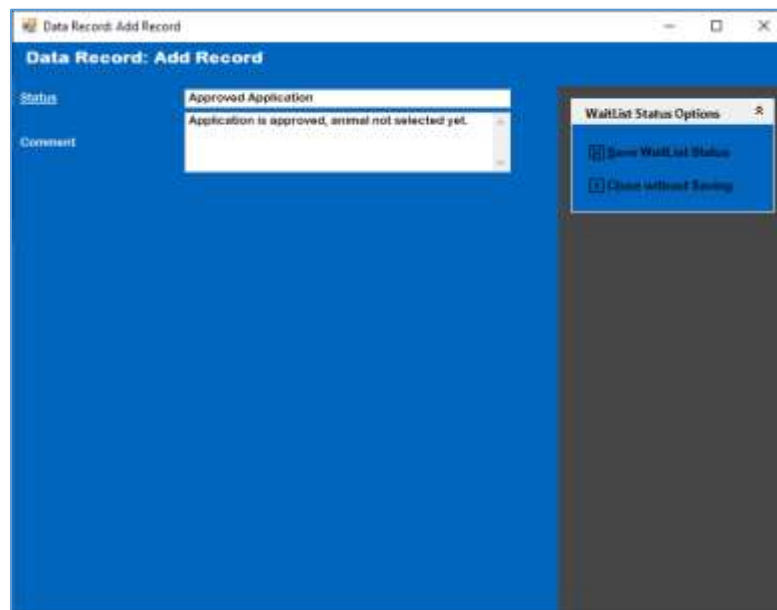 Data Record: Add Record
Data Record: Add Record
Status
Approved Application
Application is approved, animal not selected yet.
Comment
WaitList Status Options
Save WaitList Status
Close without Saving